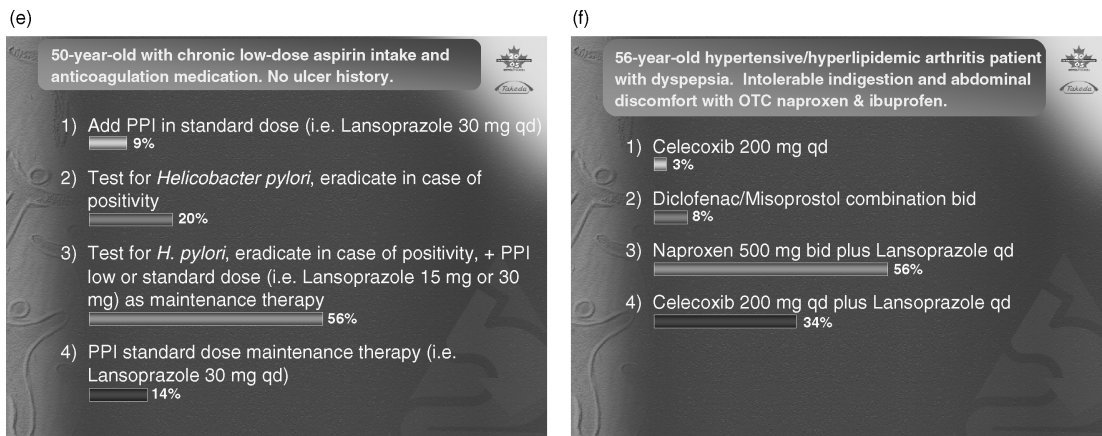 (e)
50-year-old with chronic low-dose aspirin intake and
anticoagulation medication. No ulcer history.
Takeda
1) Add PPI in standard dose (i.e. Lansoprazole 30 mg qd)
9%
2) Test for Helicobacter pylori, eradicate in case of
positivity
20%
3) Test for H. pylori, eradicate in case of positivity, + PPI
low or standard dose (i.e. Lansoprazole 15 mg or 30
mg) as maintenance therapy
56%
4) PPI standard dose maintenance therapy (i.e.
Lansoprazole 30 mg qd)
14%
(f)
56-year-old hypertensive/hyperlipidemic arthritis patient
with dyspepsia. Intolerable indigestion and abdominal
discomfort with OTC naproxen & ibuprofen.
Takeda
1) Celecoxib 200 mg qd
3%
2) Diclofenac/Misoprostol combination bid
8%
3) Naproxen 500 mg bid plus Lansoprazole qd
56%
4) Celecoxib 200 mg qd plus Lansoprazole qd
34%